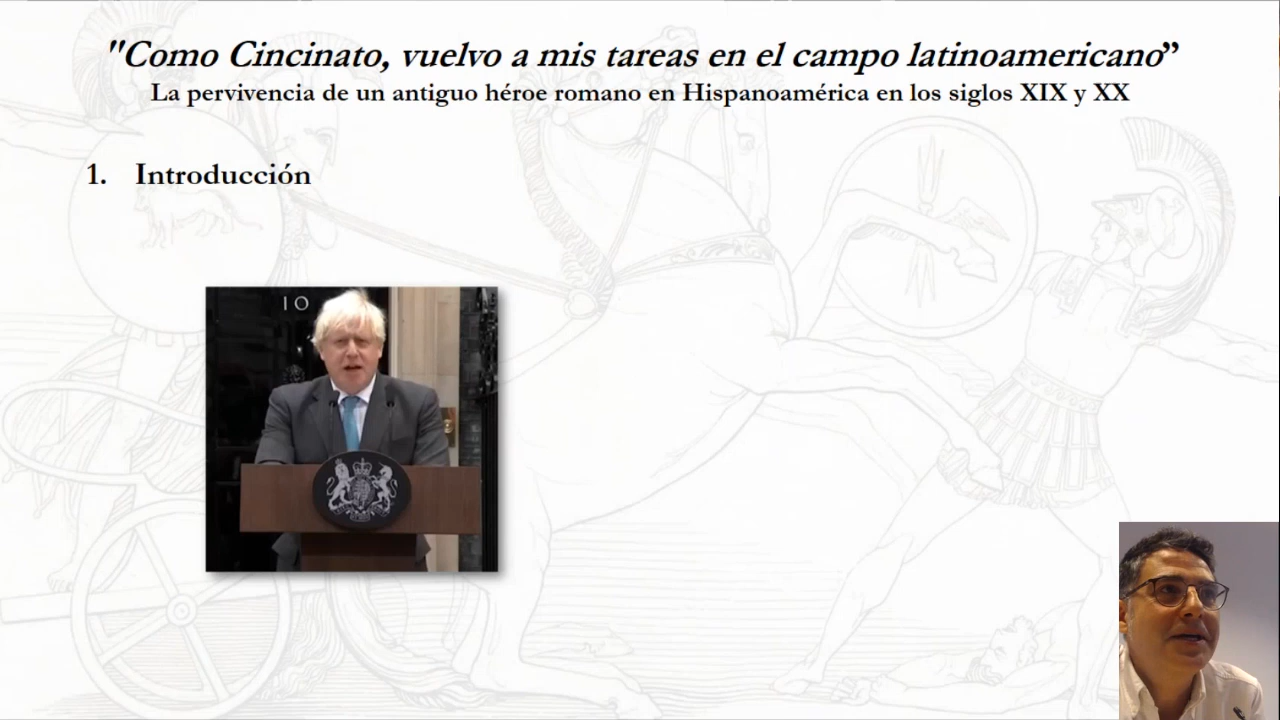 "Como Cincinato, vuelvo a mis tareas en el campo latinoamericano”
La pervivencia de un antiguo héroe romano en Hispanoamérica en los siglos XIX y XX
1. Introducción
10